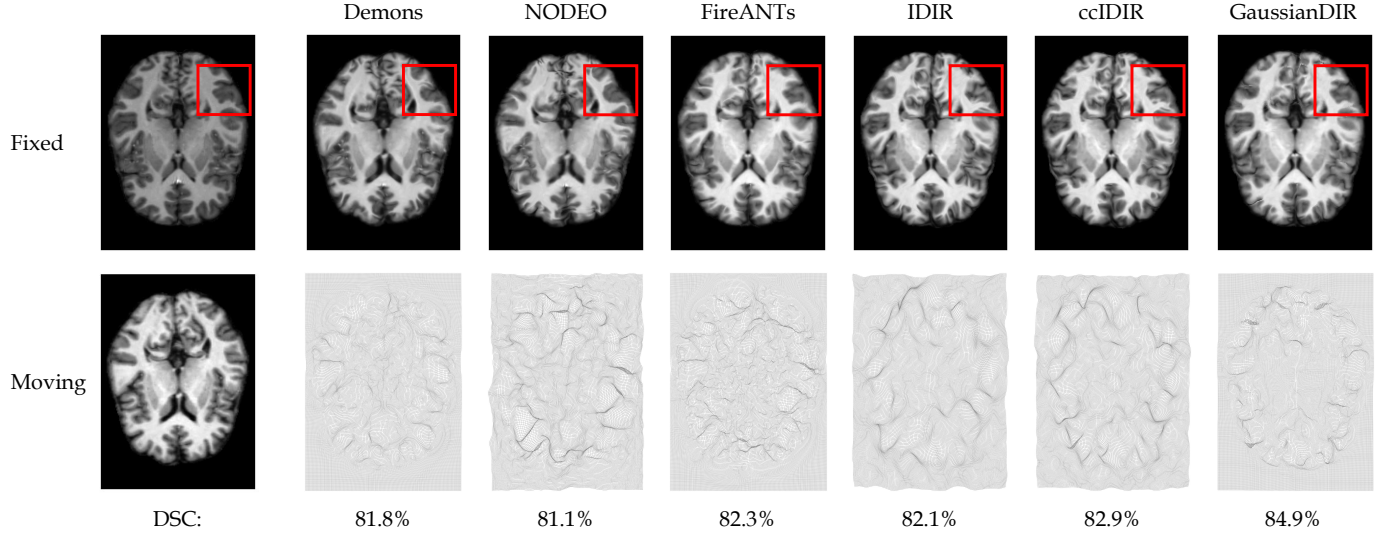 Demons NODEO FireANTs IDIR ccIDIR GaussianDIR
Fixed
Moving
DSC: 81.8% 81.1% 82.3% 82.1% 82.9% 84.9%